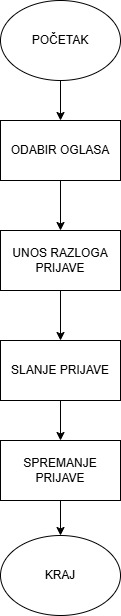 POČETAK
ODABIR OGLASA
UNOS RAZLOGA
PRIJAVE
SLANJE PRIJAVE
SPREMANJE
PRIJAVE
KRAJ